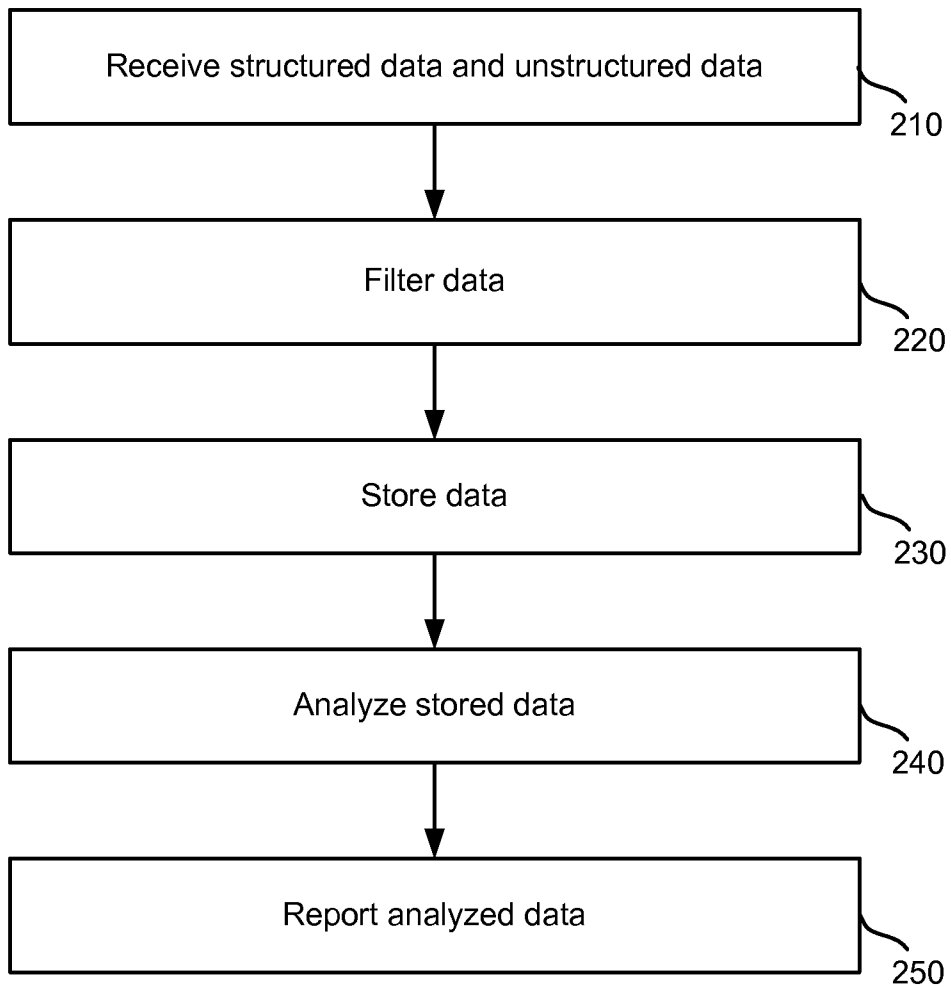 Receive structured data and unstructured data
210
Filter data
220
Store data
230
Analyze stored data
240
Report analyzed data
250